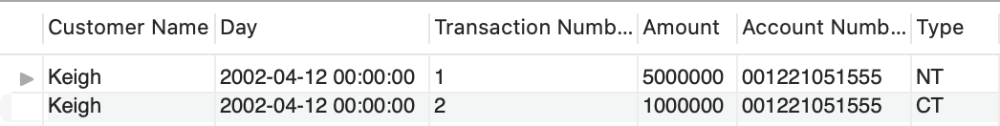 Customer Name Day Transaction Numb... Amount Account Numb... Type
Keigh 2002-04-12 00:00:00 1 5000000 001221051555 NT
Keigh 2002-04-12 00:00:00 2 1000000 001221051555 CT